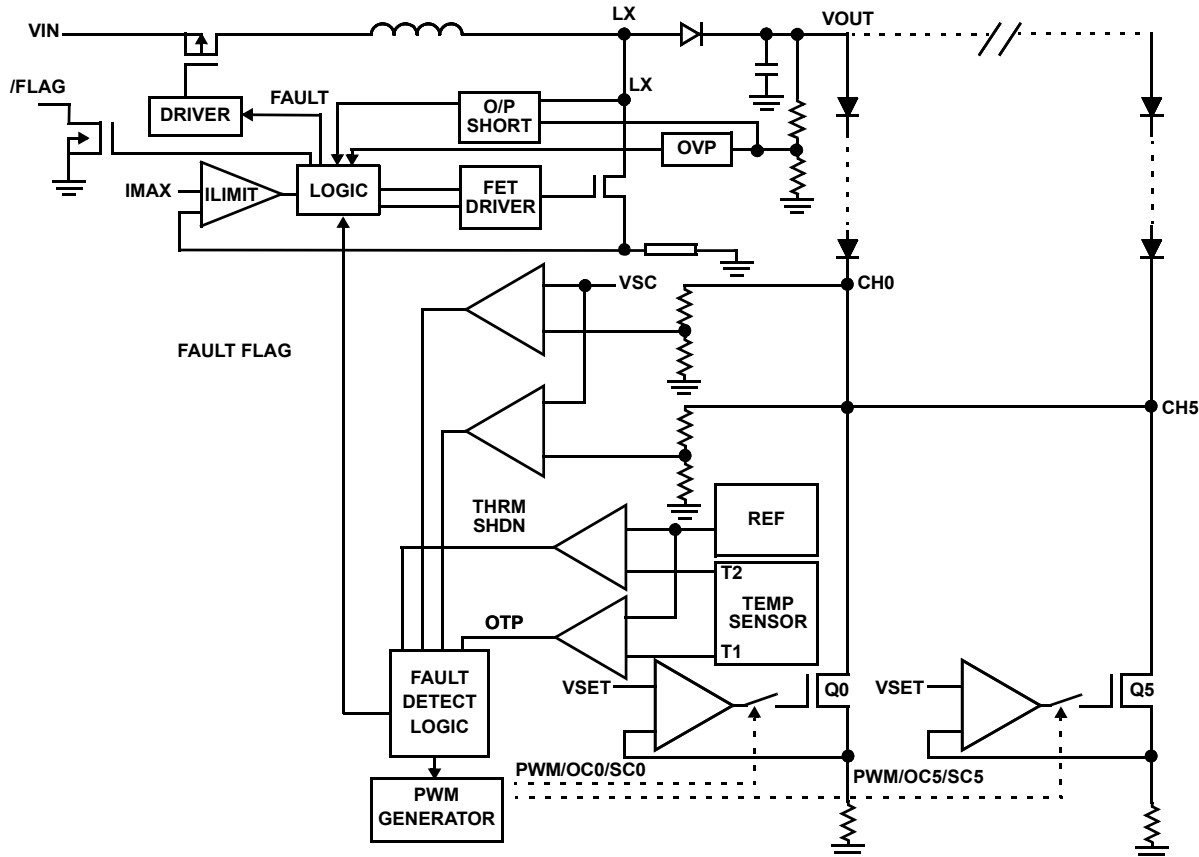 LX
VIN
VOUT
/FLAG
FAULT
LX
DRIVER
O/P
SHORT
OVP
IMAX
ILIMIT
LOGIC
FET
DRIVER
VSC
CH0
FAULT FLAG
CH5
THRM
SHDN
REF
T2
TEMP
SENSOR
OTP
T1
FAULT
DETECT
LOGIC
VSET
Q0
VSET
Q5
PWM/OC0/SC0
PWM/OC5/SC5
PWM
GENERATOR